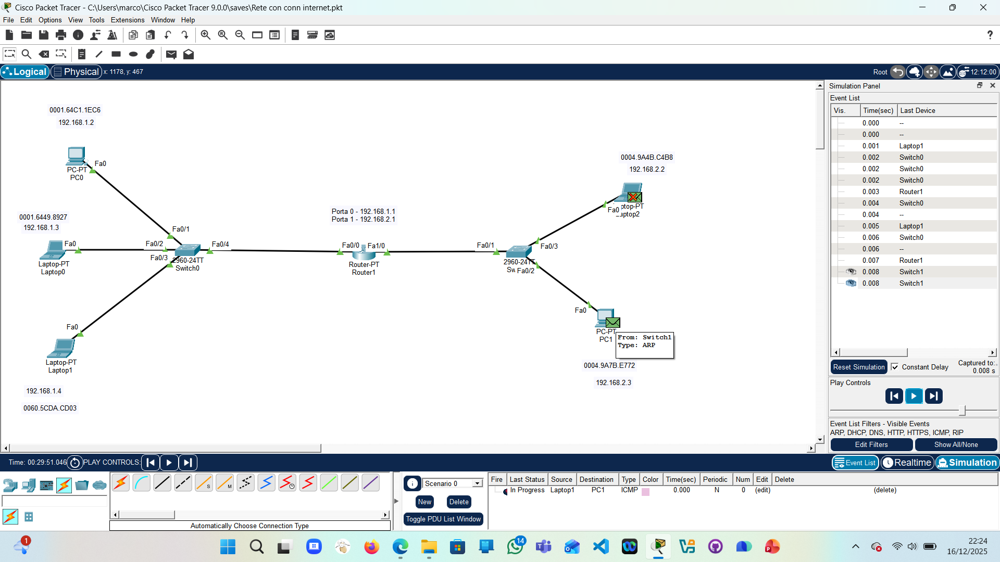 Cisco Packet Tracer - C:\Users\marco\Cisco Packet Tracer 9.0.0\saves\Rete con conn internet.pkt
File Edit Options View Tools Extensions Window Help
?
Logical Physical x: 1178, y: 467 Root 12:12:00
0001.64C1.1EC6
192.168.1.2
Fa0
PC-PT
PC0
0001.6449.8927
192.168.1.3
Fa0
Laptop-PT
Laptop0
Fa0/1
Fa0/2
Fa0/3
Fa0/4
2960-24TT
Switch0
Fa0
Laptop-PT
Laptop1
192.168.1.4
0060.5CDA.CD03
Porta 0 - 192.168.1.1
Porta 1 - 192.168.2.1
Fa0/0 Fa1/0
Router-PT
Router1
0004.9A4B.C4B8
192.168.2.2
Fa0
ptop-PT
aptop2
Fa0/1
Fa0/3
2960-24TT
Sw Fa0/2
Fa0
PC-PT
PC1
From: Switch1
Type: ARP
0004.9A7B.E772
192.168.2.3
Simulation Panel
Event List
Vis. Time(sec) Last Device
0.000 --
0.000 --
0.001 Laptop1
0.002 Switch0
0.002 Switch0
0.002 Switch0
0.003 Router1
0.004 Switch0
0.004 --
0.005 Laptop1
0.006 Switch0
0.006 --
0.007 Router1
0.008 Switch1
0.008 Switch1
Reset Simulation Constant Delay Captured to:
0.008 s
Play Controls
Event List Filters - Visible Events
ARP, DHCP, DNS, HTTP, HTTPS, ICMP, RIP
Edit Filters Show All/None
Time: 00:29:51.046 PLAY CONTROLS: Event List Realtime Simulation
S M
Automatically Choose Connection Type
Scenario 0
New Delete
Toggle PDU List Window
Fire Last Status Source Destination Type Color Time(sec) Periodic Num Edit Delete
In Progress Laptop1 PC1 ICMP 0.000 N 0 (edit) (delete)
1
14
22:24
16/12/2025